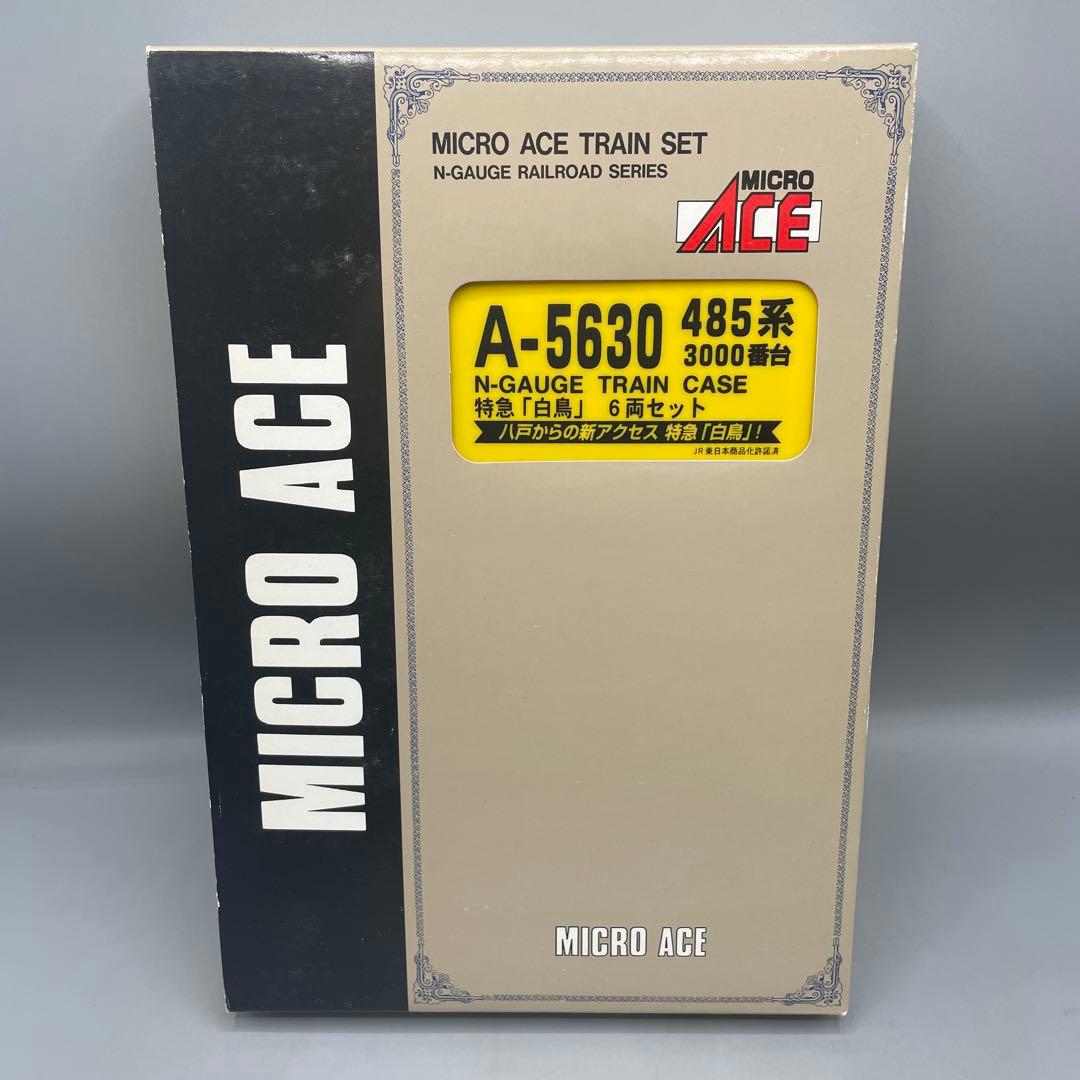 MICRO ACE
MICRO ACE TRAIN SET
N-GAUGE RAILROAD SERIES
MICRO
ACE
A-5630 485系
3000番台
N-GAUGE TRAIN CASE
特急「白鳥」 6両セット
八戸からの新アクセス 特急「白鳥」!
JR東日本商品化許諾済
MICRO ACE